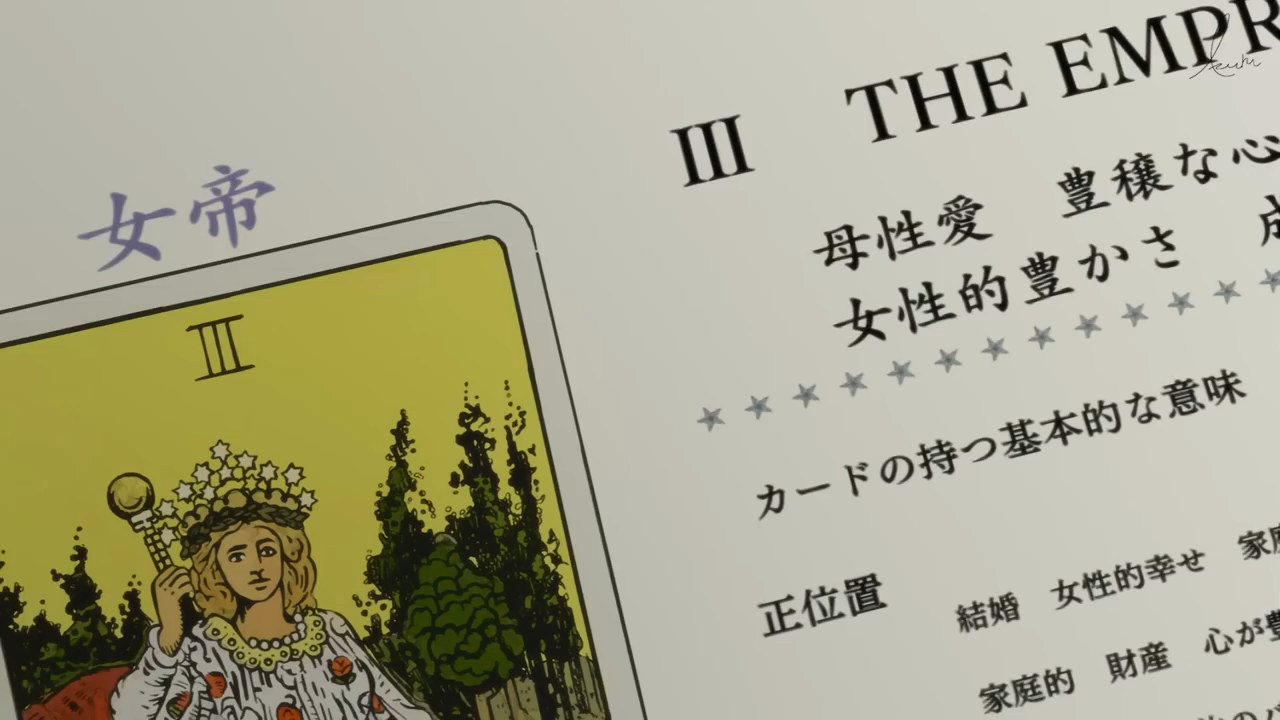 女帝
III
III THE EMPR
母性愛 豊穣な心
女性的豊かさ
カードの持つ基本的な意味
正位置
結婚 女性的幸せ 家庭
家庭的 財産 心が豊